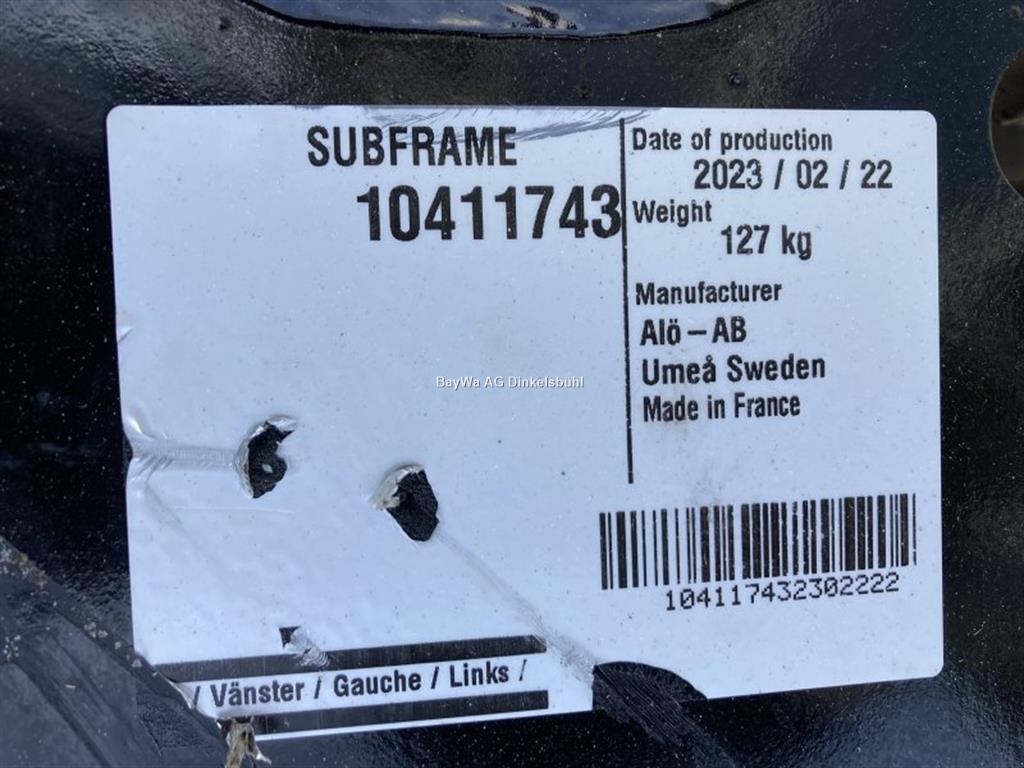 SUBFRAME
10411743
Date of production
2023 / 02 / 22
Weight
127 kg
Manufacturer
Alö – AB
Umeå Sweden
Made in France
BayWa AG Dinkelsbühl
104117432302222
/ Vänster / Gauche / Links /